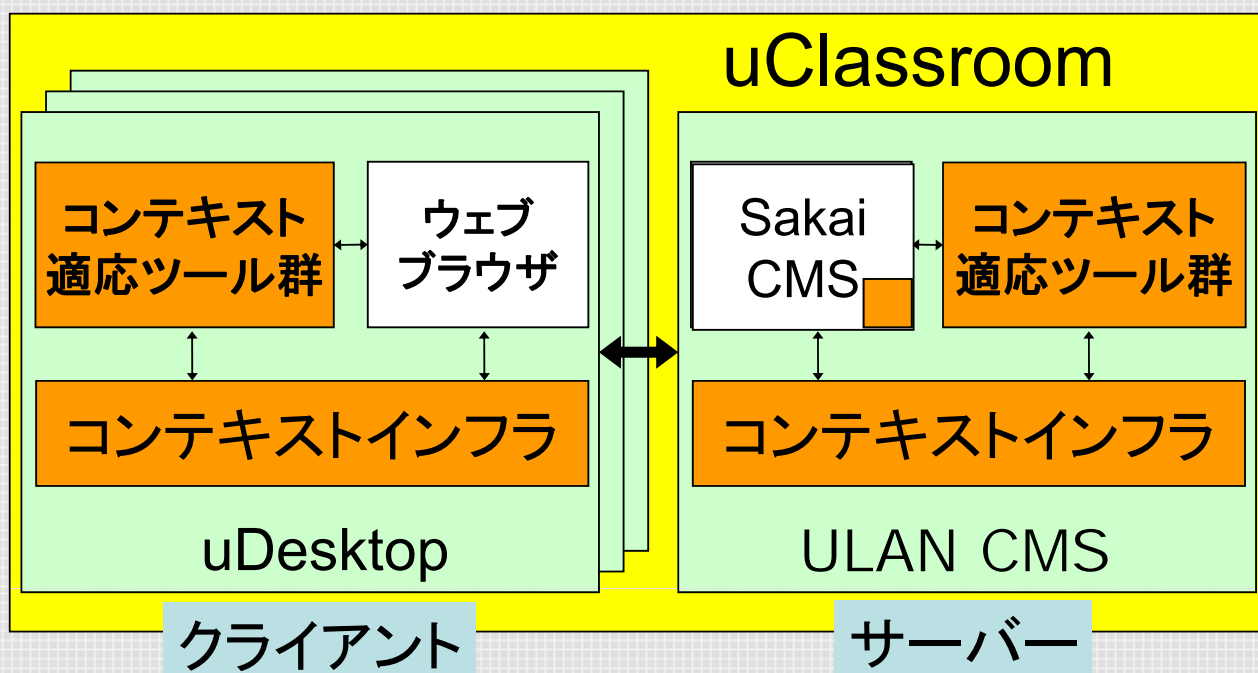 uClassroom
コンテキスト
適応ツール群
ウェブ
ブラウザ
コンテキストインフラ
uDesktop
クライアント
Sakai
CMS
コンテキスト
適応ツール群
コンテキストインフラ
ULAN CMS
サーバー